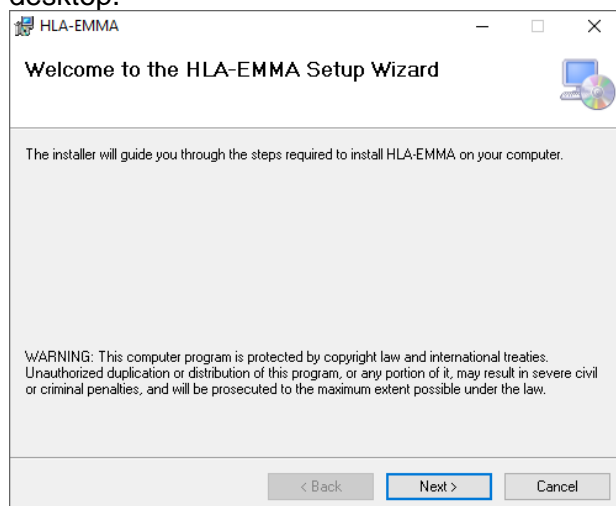 desktop.
HLA-EMMA
Welcome to the HLA-EMMA Setup Wizard
The installer will guide you through the steps required to install HLA-EMMA on your computer.
WARNING: This computer program is protected by copyright law and international treaties.
Unauthorized duplication or distribution of this program, or any portion of it, may result in severe civil
or criminal penalties, and will be prosecuted to the maximum extent possible under the law.
< Back
Next >
Cancel